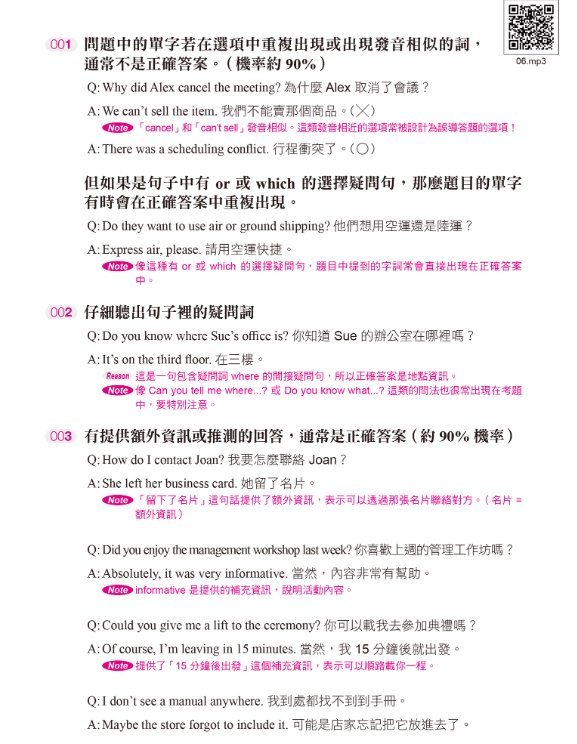 06.mp3
001 問題中的單字若在選項中重複出現或出現發音相似的詞，
通常不是正確答案。（機率約 90%）
Q: Why did Alex cancel the meeting? 為什麼 Alex 取消了會議？
A: We can't sell the item. 我們不能賣那個商品。（╳）
Note 「cancel」和「can't sell」發音相似。這類發音相近的選項常被設計為誤導答題的選項！
A: There was a scheduling conflict. 行程衝突了。（○）
但如果是句子中有 or 或 which 的選擇疑問句，那麼題目的單字
有時會在正確答案中重複出現。
Q: Do they want to use air or ground shipping? 他們想用空運還是陸運？
A: Express air, please. 請用空運快捷。
Note 像這種有 or 或 which 的選擇疑問句，題目中提到的字詞常會直接出現在正確答案
中。
002 仔細聽出句子裡的疑問詞
Q: Do you know where Sue's office is? 你知道 Sue 的辦公室在哪裡嗎？
A: It's on the third floor. 在三樓。
Reason 這是一句包含疑問詞 where 的間接疑問句，所以正確答案是地點資訊。
Note 像 Can you tell me where...? 或 Do you know what...? 這類的問法也很常出現在考題
中，要特別注意。
003 有提供額外資訊或推測的回答，通常是正確答案（約 90% 機率）
Q: How do I contact Joan? 我要怎麼聯絡 Joan？
A: She left her business card. 她留了名片。
Note 「留下了名片」這句話提供了額外資訊，表示可以透過那張名片聯絡對方。（名片 =
額外資訊）
Q: Did you enjoy the management workshop last week? 你喜歡上週的管理工作坊嗎？
A: Absolutely, it was very informative. 當然，內容非常有幫助。
Note informative 是提供的補充資訊，說明活動內容。
Q: Could you give me a lift to the ceremony? 你可以載我去參加典禮嗎？
A: Of course, I'm leaving in 15 minutes. 當然，我 15 分鐘後就出發。
Note 提供了「15 分鐘後出發」這個補充資訊，表示可以順路載你一程。
Q: I don't see a manual anywhere. 我到處都找不到到手冊。
A: Maybe the store forgot to include it. 可能是店家忘記把它放進去了。